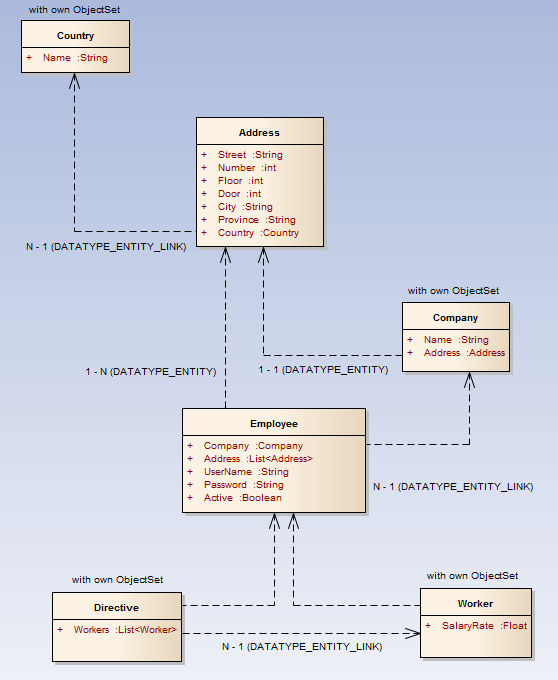 with own ObjectSet
Country
+ Name :String
Address
+ Street :String
+ Number :int
+ Floor :int
+ Door :int
+ City :String
+ Province :String
+ Country :Country
N - 1 (DATATYPE_ENTITY_LINK)
with own ObjectSet
Company
+ Name :String
+ Address :Address
1 - N (DATATYPE_ENTITY)
1 - 1 (DATATYPE_ENTITY)
Employee
+ Company :Company
+ Address :List<Address>
+ UserName :String
+ Password :String
+ Active :Boolean
N - 1 (DATATYPE_ENTITY_LINK)
with own ObjectSet
Directive
+ Workers :List<Worker>
with own ObjectSet
Worker
+ SalaryRate :Float
N - 1 (DATATYPE_ENTITY_LINK)